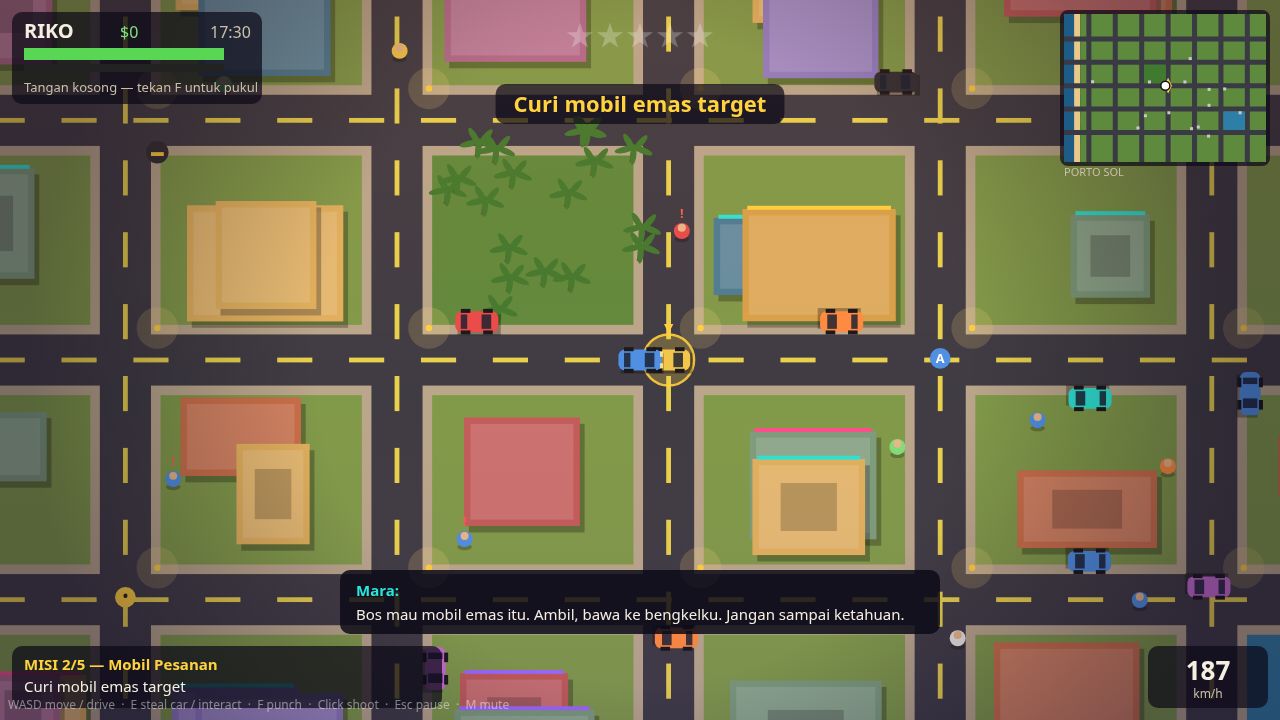 RIKO $0 17:30
Tangan kosong — tekan F untuk pukul
Curi mobil emas target
PORTO SOL
!
A
Mara:
Bos mau mobil emas itu. Ambil, bawa ke bengkelku. Jangan sampai ketahuan.
MISI 2/5 — Mobil Pesanan
Curi mobil emas target
WASD move / drive · E steal car / interact · F punch · Click shoot · Esc pause · M mute
187
km/h